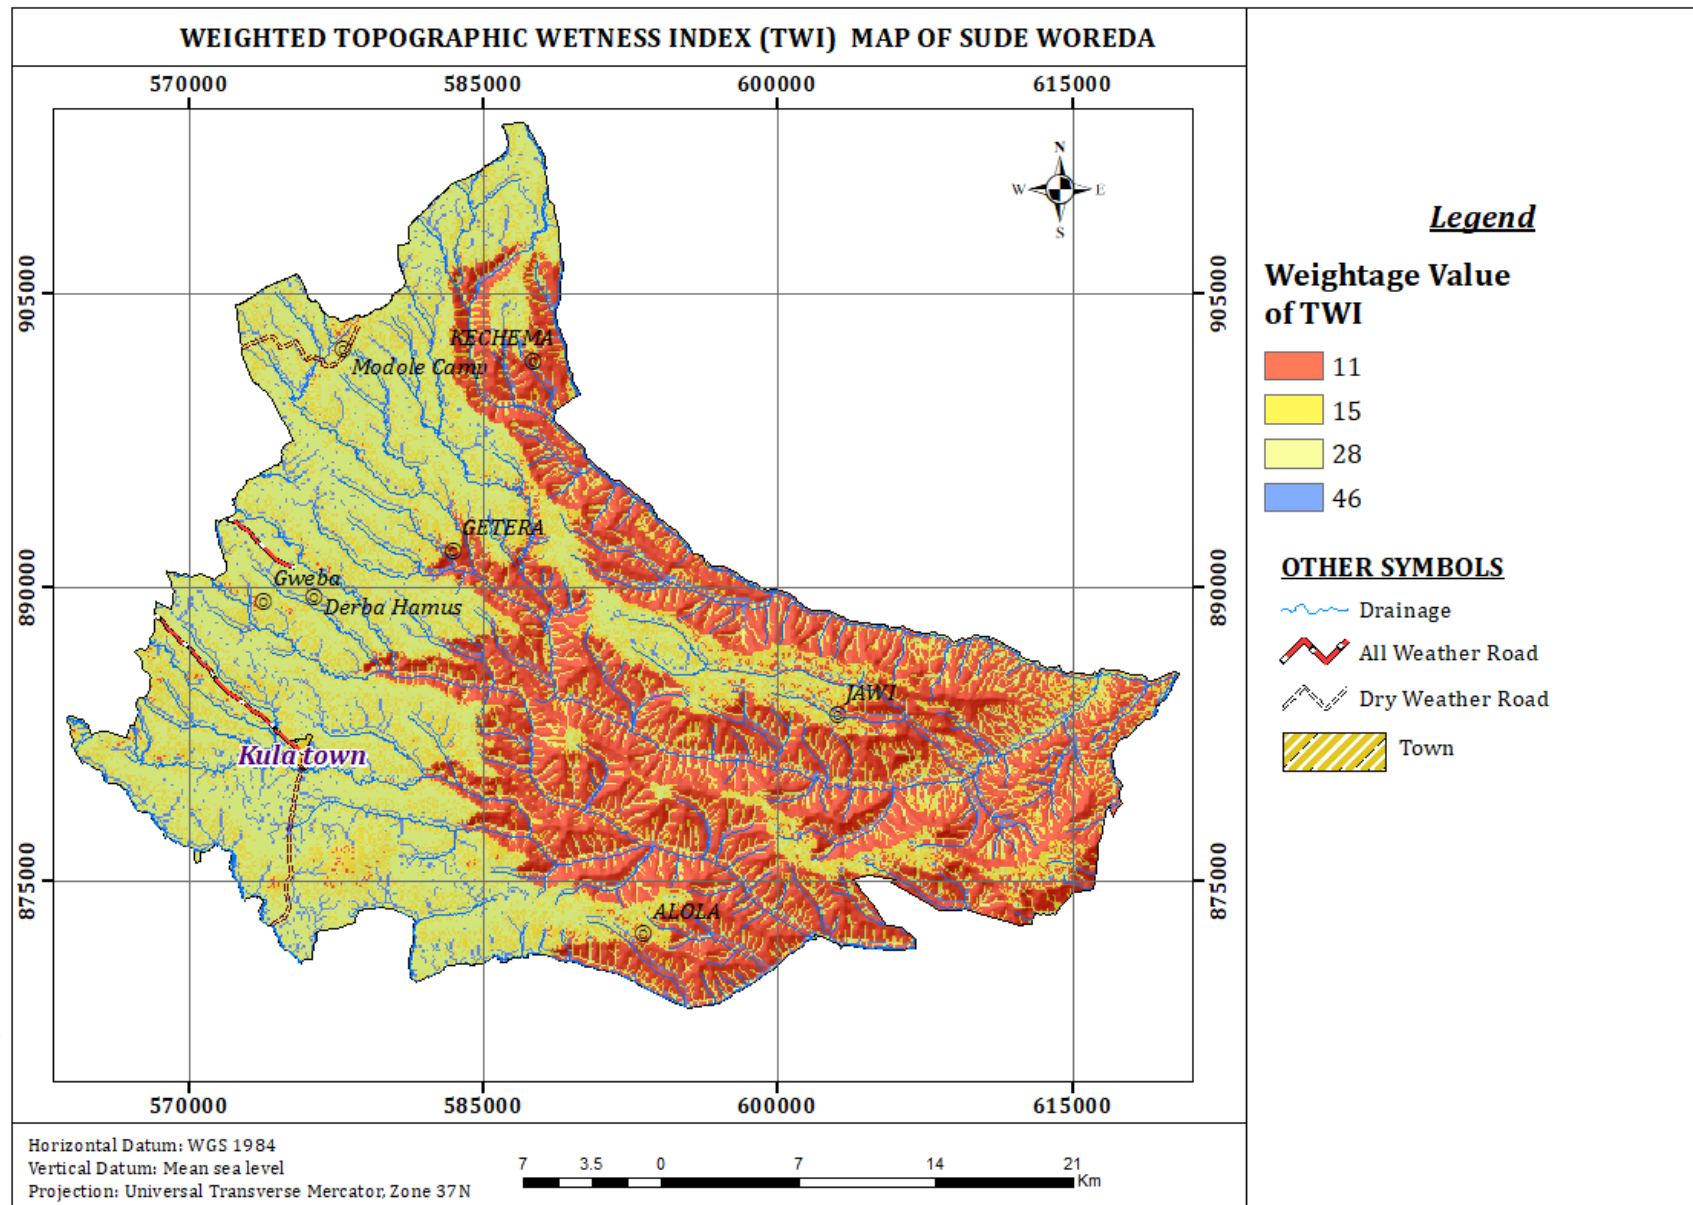 WEIGHTED TOPOGRAPHIC WETNESS INDEX (TWI) MAP OF SUDE WOREDA
570000 585000 600000 615000
N
W E
S
905000 905000
KECHEMA
Modole Camp
GETERA
890000 890000
Gweba
Derba Hamus
JAWI
Kula town
875000 875000
ALOLA
570000 585000 600000 615000
Horizontal Datum: WGS 1984
Vertical Datum: Mean sea level
Projection: Universal Transverse Mercator, Zone 37N
7 3.5 0 7 14 21
Km
Legend
Weightage Value
of TWI
11
15
28
46
OTHER SYMBOLS
Drainage
All Weather Road
Dry Weather Road
Town